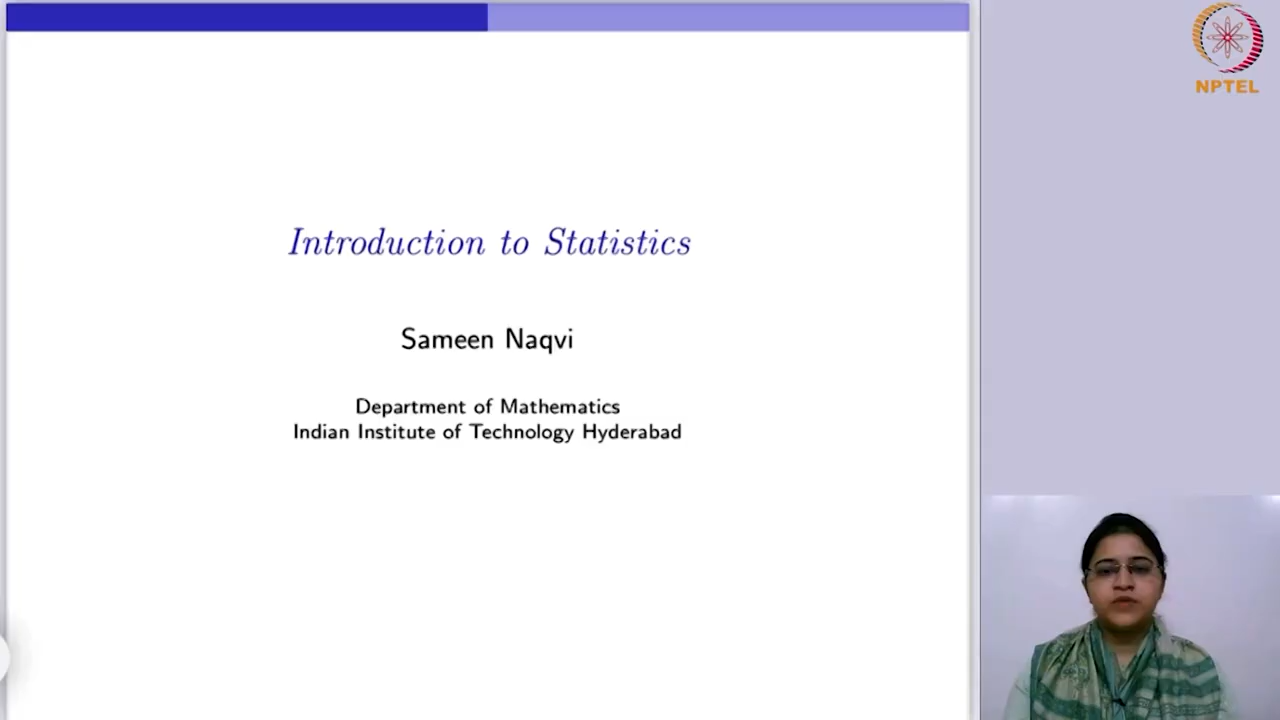 Introduction to Statistics
Sameen Naqvi
Department of Mathematics
Indian Institute of Technology Hyderabad
NPTEL